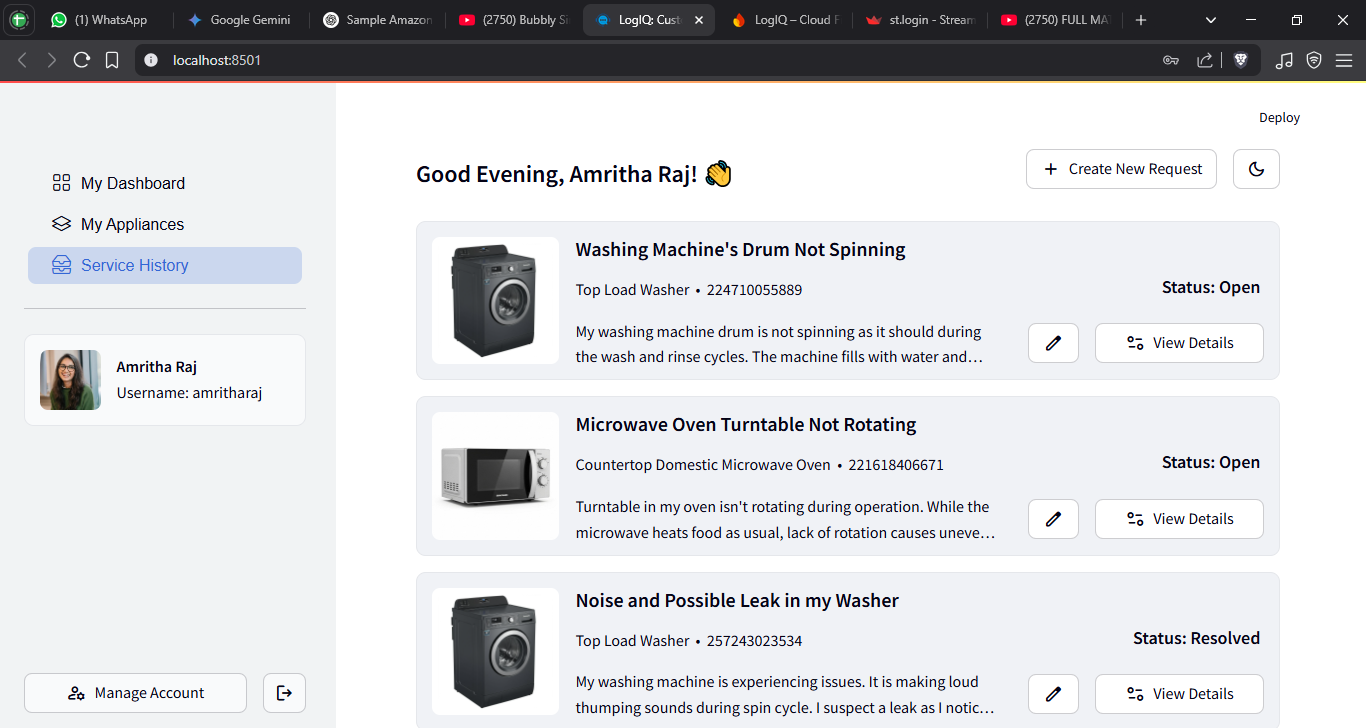 (1) WhatsApp
Google Gemini
Sample Amazon
(2750) Bubbly Si
LogIQ: Cust
LogIQ – Cloud F
st.login - Stream
(2750) FULL MA
localhost:8501
Deploy
My Dashboard
My Appliances
Service History
Amritha Raj
Username: amritharaj
Manage Account
Good Evening, Amritha Raj! 👋
Create New Request
Washing Machine's Drum Not Spinning
Top Load Washer • 224710055889
Status: Open
My washing machine drum is not spinning as it should during
the wash and rinse cycles. The machine fills with water and…
View Details
Microwave Oven Turntable Not Rotating
Countertop Domestic Microwave Oven • 221618406671
Status: Open
Turntable in my oven isn't rotating during operation. While the
microwave heats food as usual, lack of rotation causes uneve…
View Details
Noise and Possible Leak in my Washer
Top Load Washer • 257243023534
Status: Resolved
My washing machine is experiencing issues. It is making loud
thumping sounds during spin cycle. I suspect a leak as I notic…
View Details